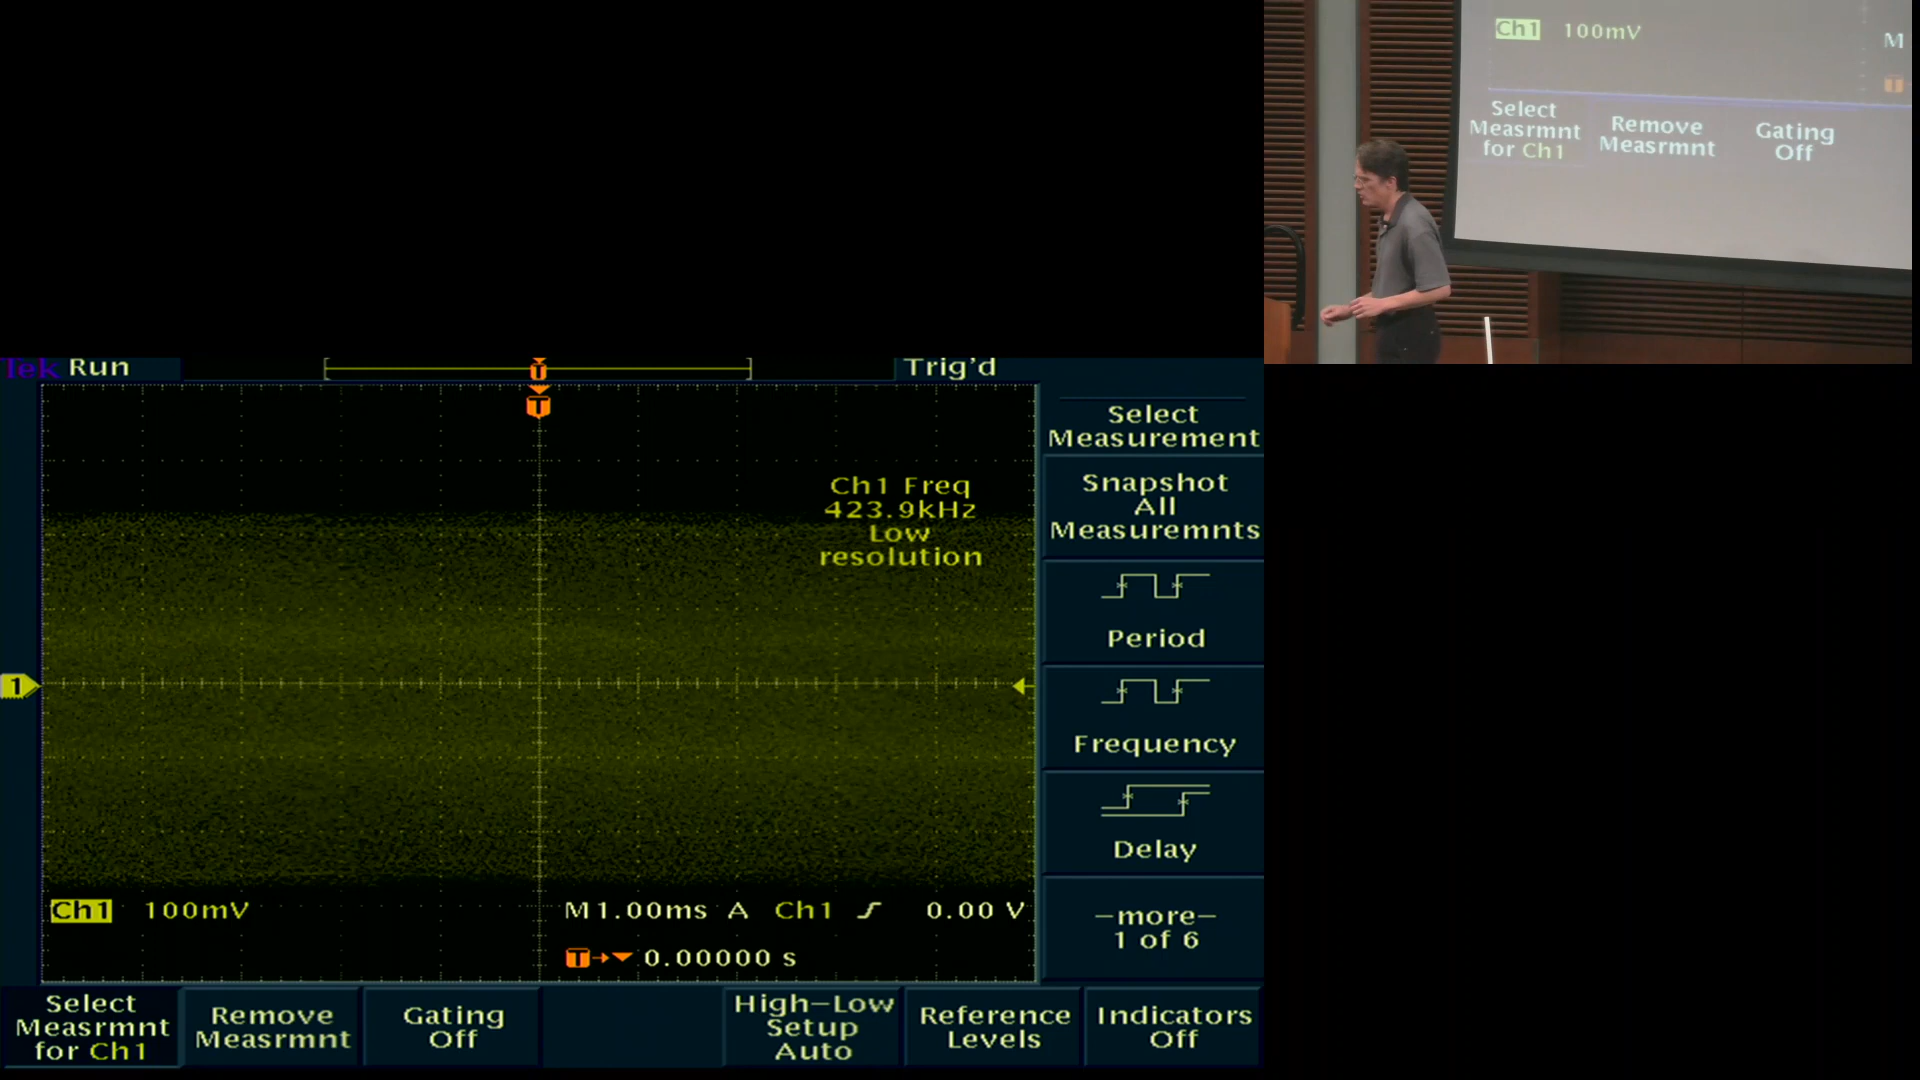 Ch1 100mV
M
T
Select
Measrmnt
for Ch1
Remove
Measrmnt
Gating
Off
Tek Run
T
Trig'd
T
Select
Measurement
Snapshot
All
Measuremnts
Period
Frequency
Delay
-more-
1 of 6
Ch1 Freq
423.9kHz
Low
resolution
1
Ch1 100mV
M1.00ms A Ch1 0.00 V
T 0.00000 s
Select
Measrmnt
for Ch1
Remove
Measrmnt
Gating
Off
High-Low
Setup
Auto
Reference
Levels
Indicators
Off